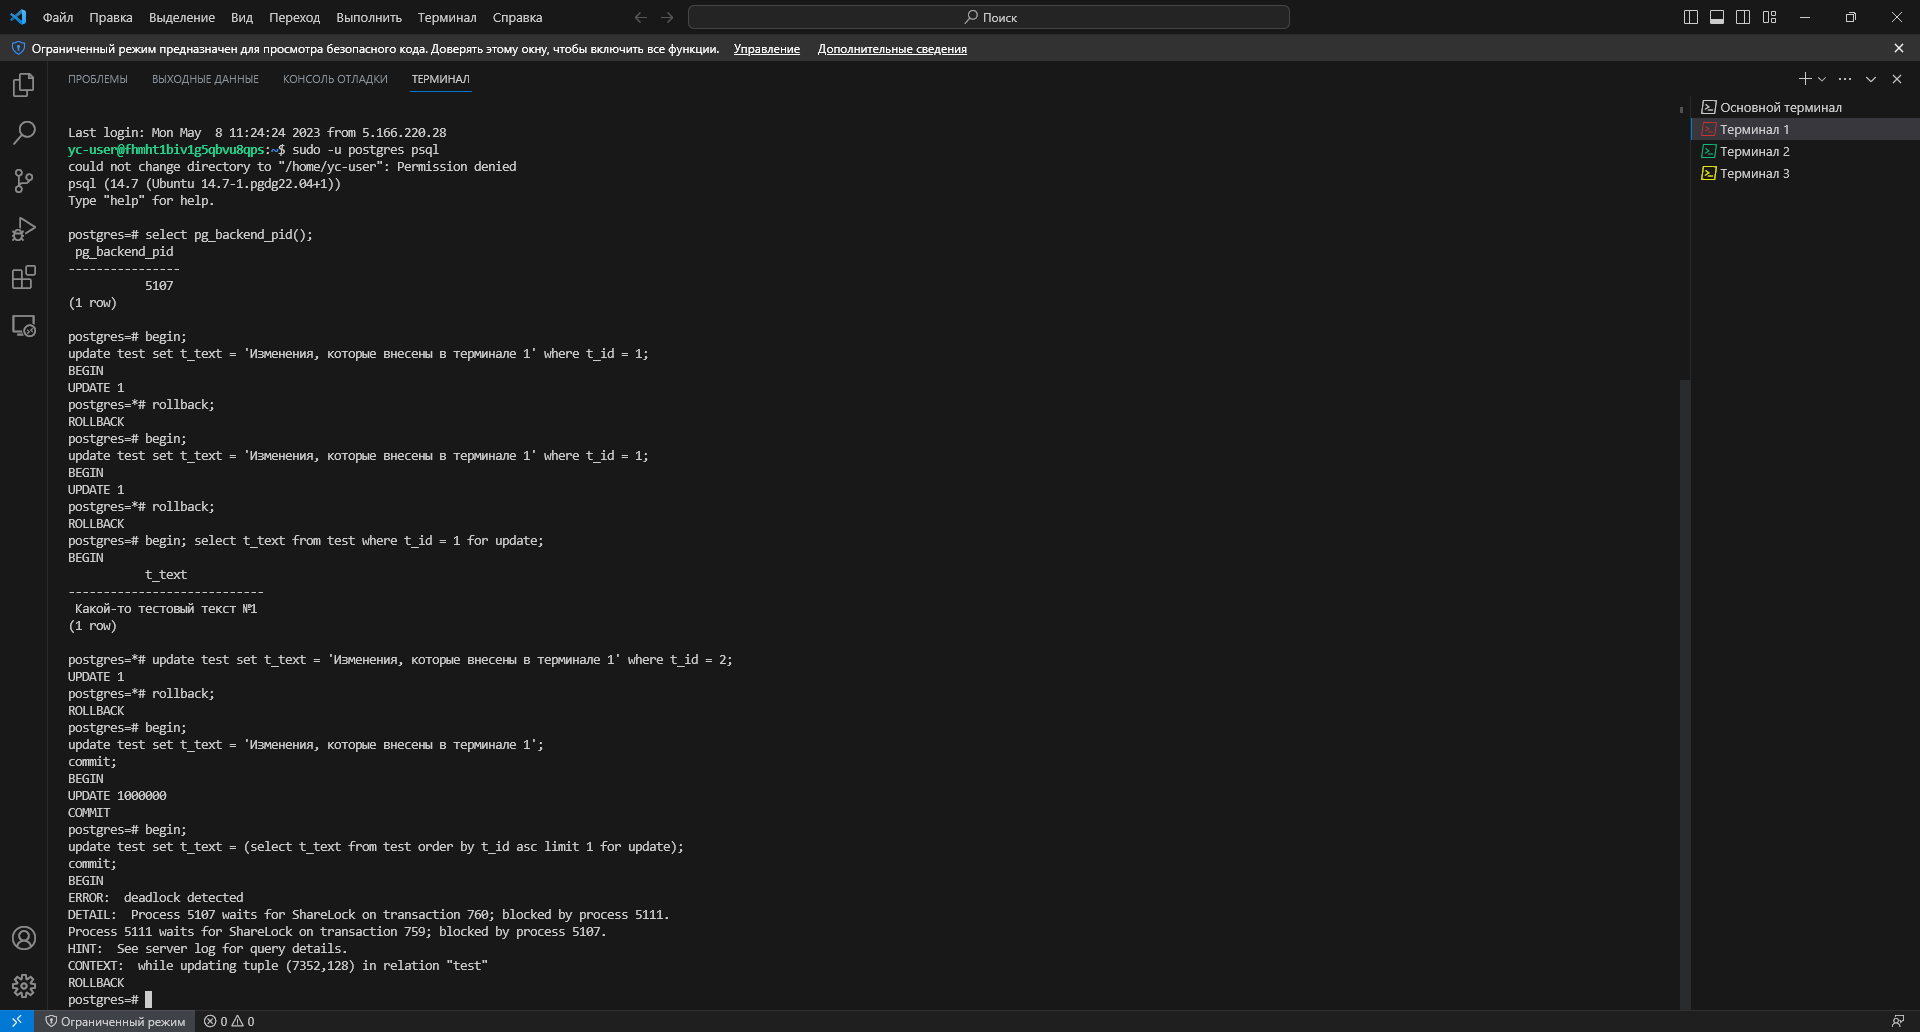 Файл Правка Выделение Вид Переход Выполнить Терминал Справка Поиск
Ограниченный режим предназначен для просмотра безопасного кода. Доверять этому окну, чтобы включить все функции. Управление Дополнительные сведения
ПРОБЛЕМЫ ВЫХОДНЫЕ ДАННЫЕ КОНСОЛЬ ОТЛАДКИ ТЕРМИНАЛ
Основной терминал
Терминал 1
Терминал 2
Терминал 3
Last login: Mon May  8 11:24:24 2023 from 5.166.220.28
yc-user@fhmht1biv1g5qbvu8qps:~$ sudo -u postgres psql
could not change directory to "/home/yc-user": Permission denied
psql (14.7 (Ubuntu 14.7-1.pgdg22.04+1))
Type "help" for help.
postgres=# select pg_backend_pid();
pg_backend_pid
----------------
5107
(1 row)
postgres=# begin;
update test set t_text = 'Изменения, которые внесены в терминале 1' where t_id = 1;
BEGIN
UPDATE 1
postgres=*# rollback;
ROLLBACK
postgres=# begin;
update test set t_text = 'Изменения, которые внесены в терминале 1' where t_id = 1;
BEGIN
UPDATE 1
postgres=*# rollback;
ROLLBACK
postgres=# begin; select t_text from test where t_id = 1 for update;
BEGIN
t_text
----------------------------
Какой-то тестовый текст №1
(1 row)
postgres=*# update test set t_text = 'Изменения, которые внесены в терминале 1' where t_id = 2;
UPDATE 1
postgres=*# rollback;
ROLLBACK
postgres=# begin;
update test set t_text = 'Изменения, которые внесены в терминале 1';
commit;
BEGIN
UPDATE 1000000
COMMIT
postgres=# begin;
update test set t_text = (select t_text from test order by t_id asc limit 1 for update);
commit;
BEGIN
ERROR:  deadlock detected
DETAIL:  Process 5107 waits for ShareLock on transaction 760; blocked by process 5111.
Process 5111 waits for ShareLock on transaction 759; blocked by process 5107.
HINT:  See server log for query details.
CONTEXT:  while updating tuple (7352,128) in relation "test"
ROLLBACK
postgres=#
Ограниченный режим 0 0